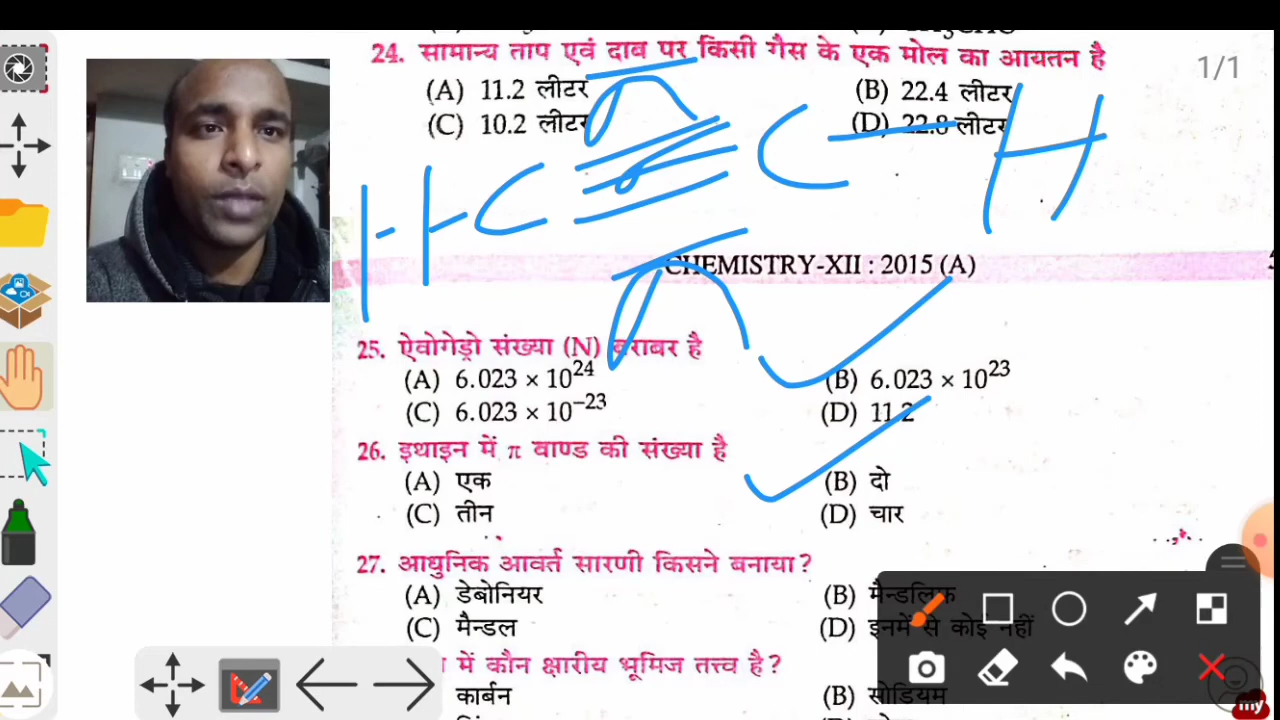 24. सामान्य ताप एवं दाब पर किसी गैस के एक मोल का आयतन है
1/1
(A) 11.2 लीटर (B) 22.4 लीटर
(C) 10.2 लीटर (D) 22.8 लीटर
H-C≡C-H
CHEMISTRY-XII : 2015 (A)
25. ऐवोगेड्रो संख्या (N) बराबर है
(A) 6.023 × 10²⁴ (B) 6.023 × 10²³
(C) 6.023 × 10⁻²³ (D) 11.2
26. इथाइन में π वाण्ड की संख्या है
(A) एक (B) दो
(C) तीन (D) चार
27. आधुनिक आवर्त सारणी किसने बनाया?
(A) डेबोनियर (B) मैन्डलिफ
(C) मैन्डल (D) इनमें से कोई नहीं
में कौन क्षारीय भूमिज तत्त्व है?
कार्बन (B) सोडियम
my